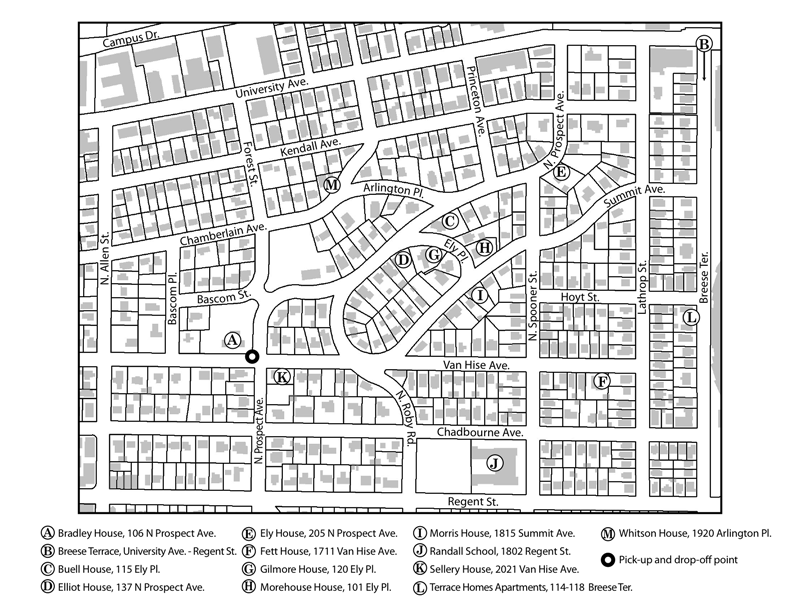 Campus Dr.
B
University Ave.
Princeton Ave.
N. Prospect Ave.
Kendall Ave.
Forest St.
E
M
Arlington Pl.
Summit Ave.
C
Chamberlain Ave.
N. Allen St.
Ely Pl.
H
D
G
Bascom Pl.
Bascom St.
I
Hoyt St.
N. Spooner St.
Lathrop St.
Breese Ter.
L
A
Van Hise Ave.
K
F
N. Roby Rd.
N. Prospect Ave.
Chadbourne Ave.
J
Regent St.
A Bradley House, 106 N Prospect Ave.
B Breese Terrace, University Ave. - Regent St.
C Buell House, 115 Ely Pl.
D Elliot House, 137 N Prospect Ave.
E Ely House, 205 N Prospect Ave.
F Fett House, 1711 Van Hise Ave.
G Gilmore House, 120 Ely Pl.
H Morehouse House, 101 Ely Pl.
I Morris House, 1815 Summit Ave.
J Randall School, 1802 Regent St.
K Sellery House, 2021 Van Hise Ave.
L Terrace Homes Apartments, 114-118 Breese Ter.
M Whitson House, 1920 Arlington Pl.
Pick-up and drop-off point